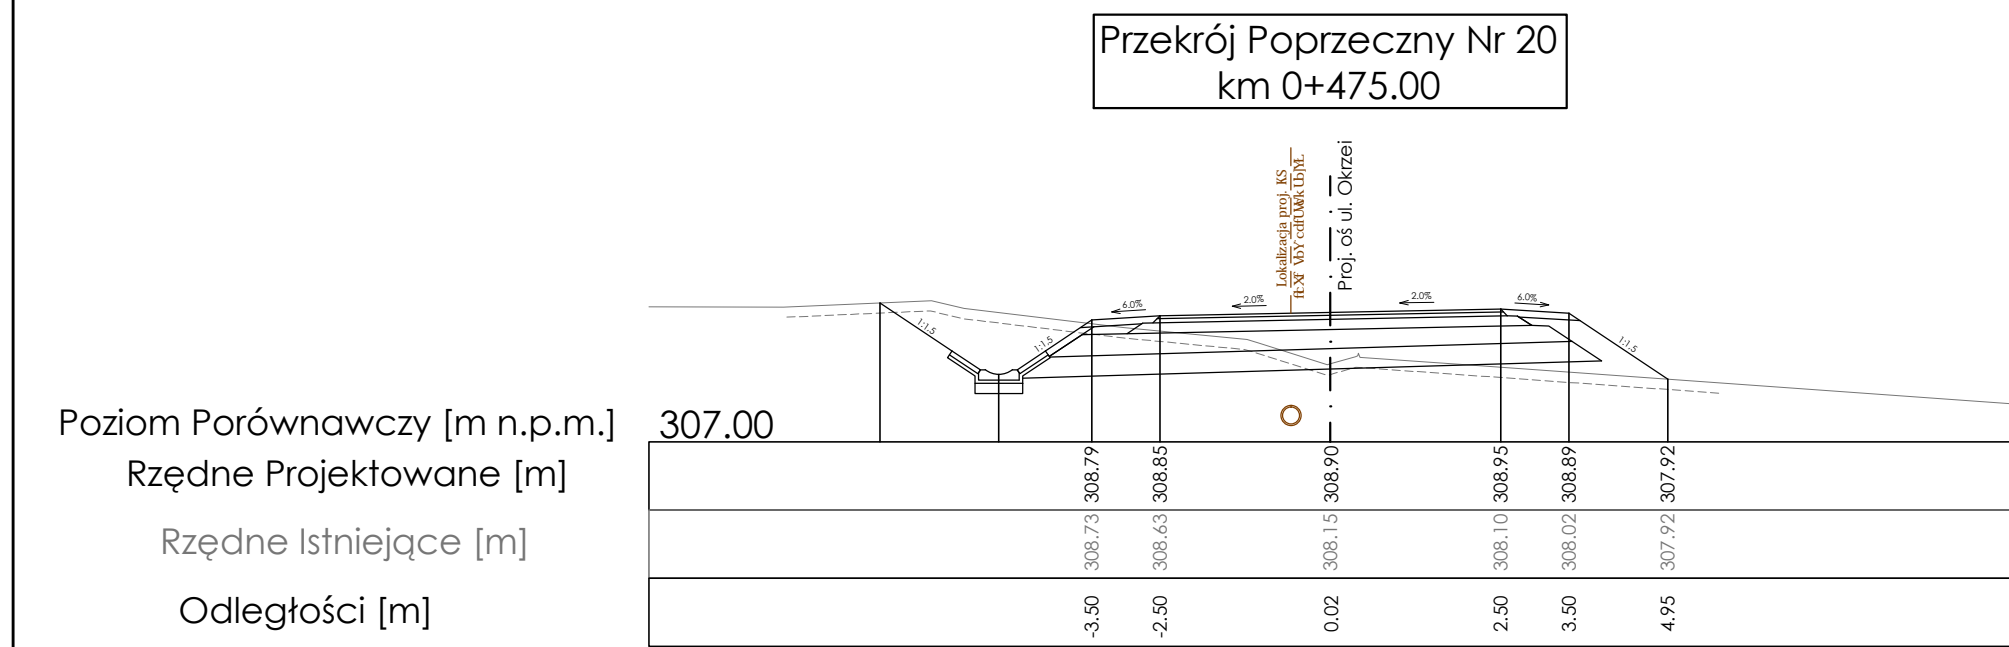 Przekrój Poprzeczny Nr 20
km 0+475.00
Lokalizacja proj. KS
Proj. oś ul. Okrzei
6.0%
2.0%
2.0%
6.0%
1:1.5
1:1.5
1:1.5
Poziom Porównawczy [m n.p.m.] 307.00
Rzędne Projektowane [m] 308.79 308.85 308.90 308.95 308.89 307.92
Rzędne Istniejące [m] 308.73 308.63 308.15 308.10 308.02 307.92
Odległości [m] -3.50 -2.50 0.02 2.50 3.50 4.95